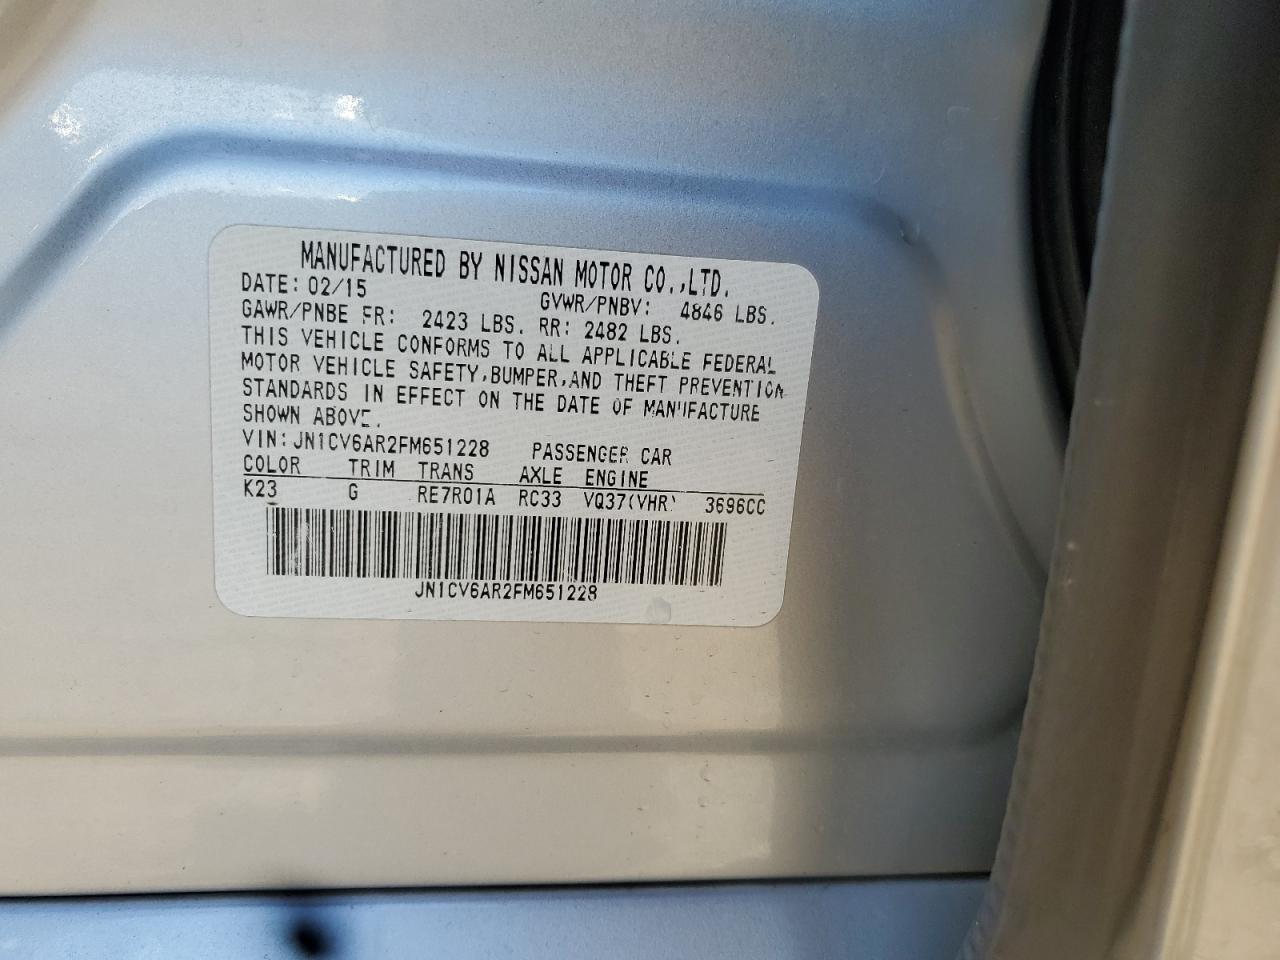 MANUFACTURED BY NISSAN MOTOR CO.,LTD.
DATE: 02/15 GVWR/PNBV: 4846 LBS.
GAWR/PNBE FR: 2423 LBS. RR: 2482 LBS.
THIS VEHICLE CONFORMS TO ALL APPLICABLE FEDERAL
MOTOR VEHICLE SAFETY,BUMPER,AND THEFT PREVENTION
STANDARDS IN EFFECT ON THE DATE OF MANUFACTURE
SHOWN ABOVE.
VIN: JN1CV6AR2FM651228 PASSENGER CAR
COLOR TRIM TRANS AXLE ENGINE
K23 G RE7R01A RC33 VQ37(VHR) 3696CC
JN1CV6AR2FM651228